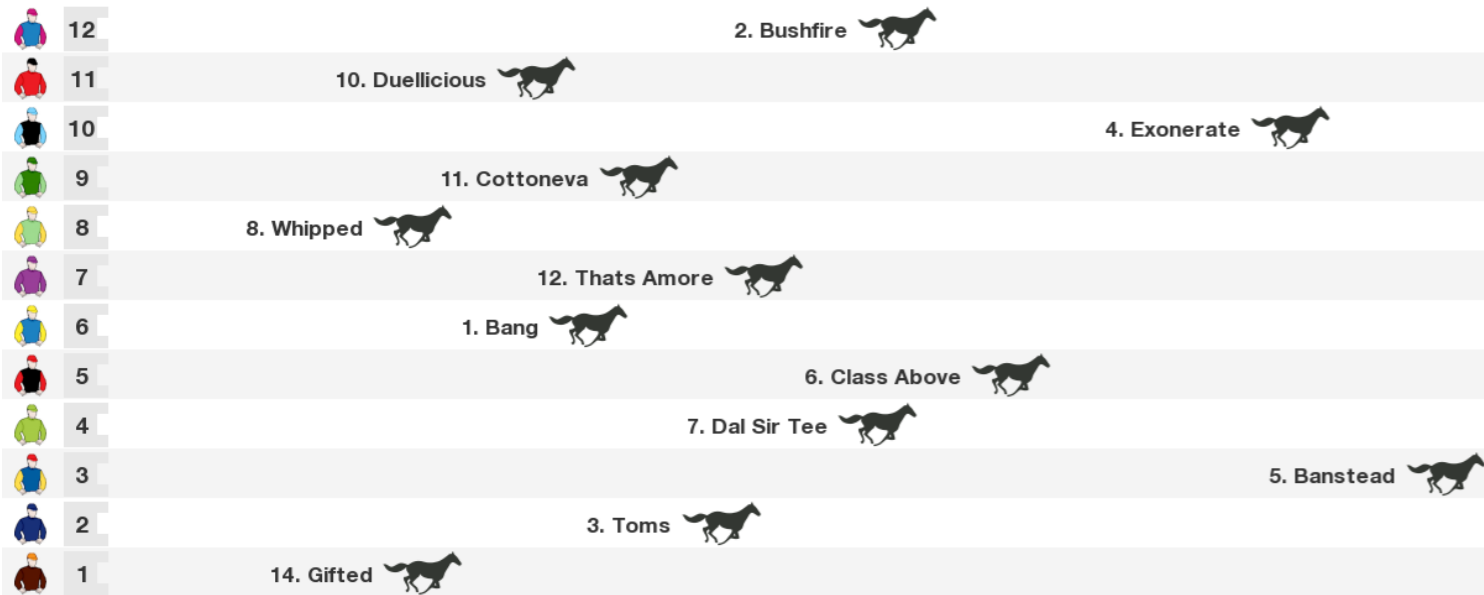 12 2. Bushfire
11 10. Duellicious
10 4. Exonerate
9 11. Cottoneva
8 8. Whipped
7 12. Thats Amore
6 1. Bang
5 6. Class Above
4 7. Dal Sir Tee
3 5. Banstead
2 3. Toms
1 14. Gifted